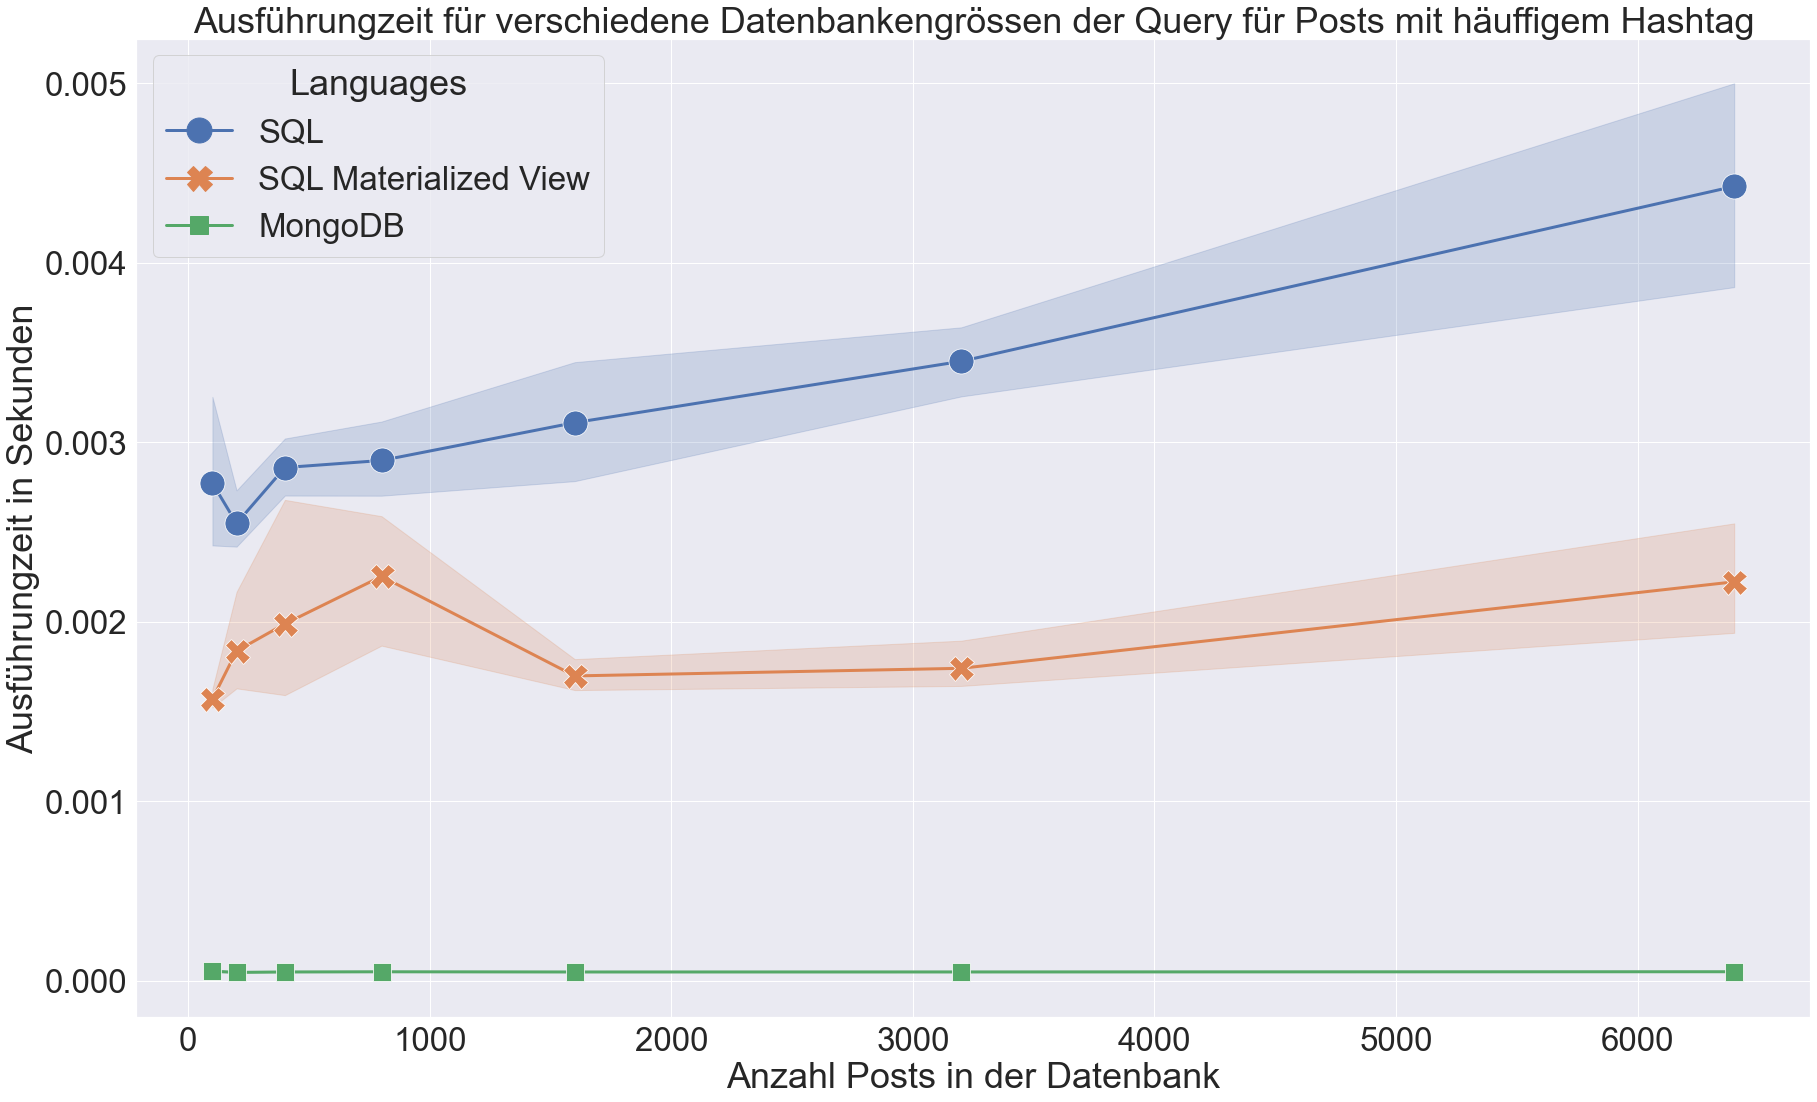 Ausführungzeit für verschiedene Datenbankengrössen der Query für Posts mit häuffigem Hashtag
Languages
SQL
SQL Materialized View
MongoDB
Ausführungzeit in Sekunden
0.005
0.004
0.003
0.002
0.001
0.000
0 1000 2000 3000 4000 5000 6000
Anzahl Posts in der Datenbank